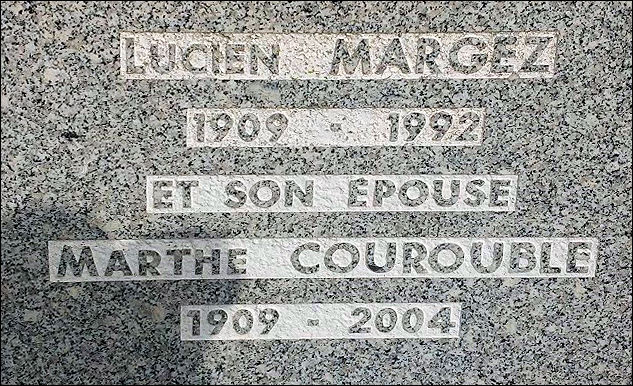 LUCIEN MARGEZ
1909 - 1992
ET SON ÉPOUSE
MARTHE COUROUBLE
1909 - 2004